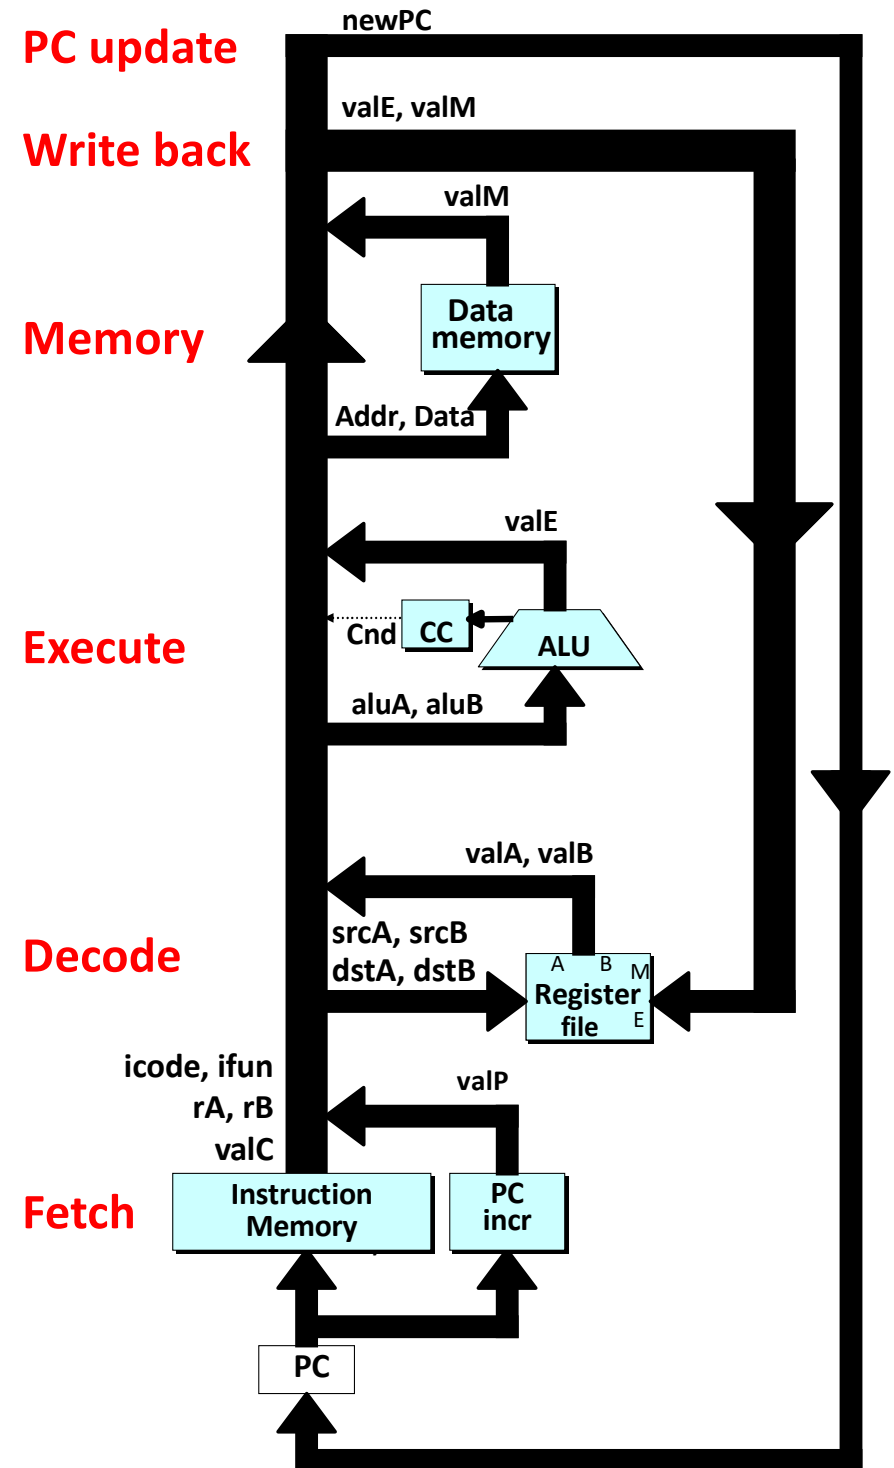 newPC
PC update
valE, valM
Write back
valM
Data
memory
Memory
Addr, Data
valE
Cnd
CC
ALU
Execute
aluA, aluB
valA, valB
srcA, srcB
dstA, dstB
Decode
A B M
Register
file
E
icode, ifun
rA, rB
valC
valP
Instruction
Memory
PC
incr
Fetch
PC